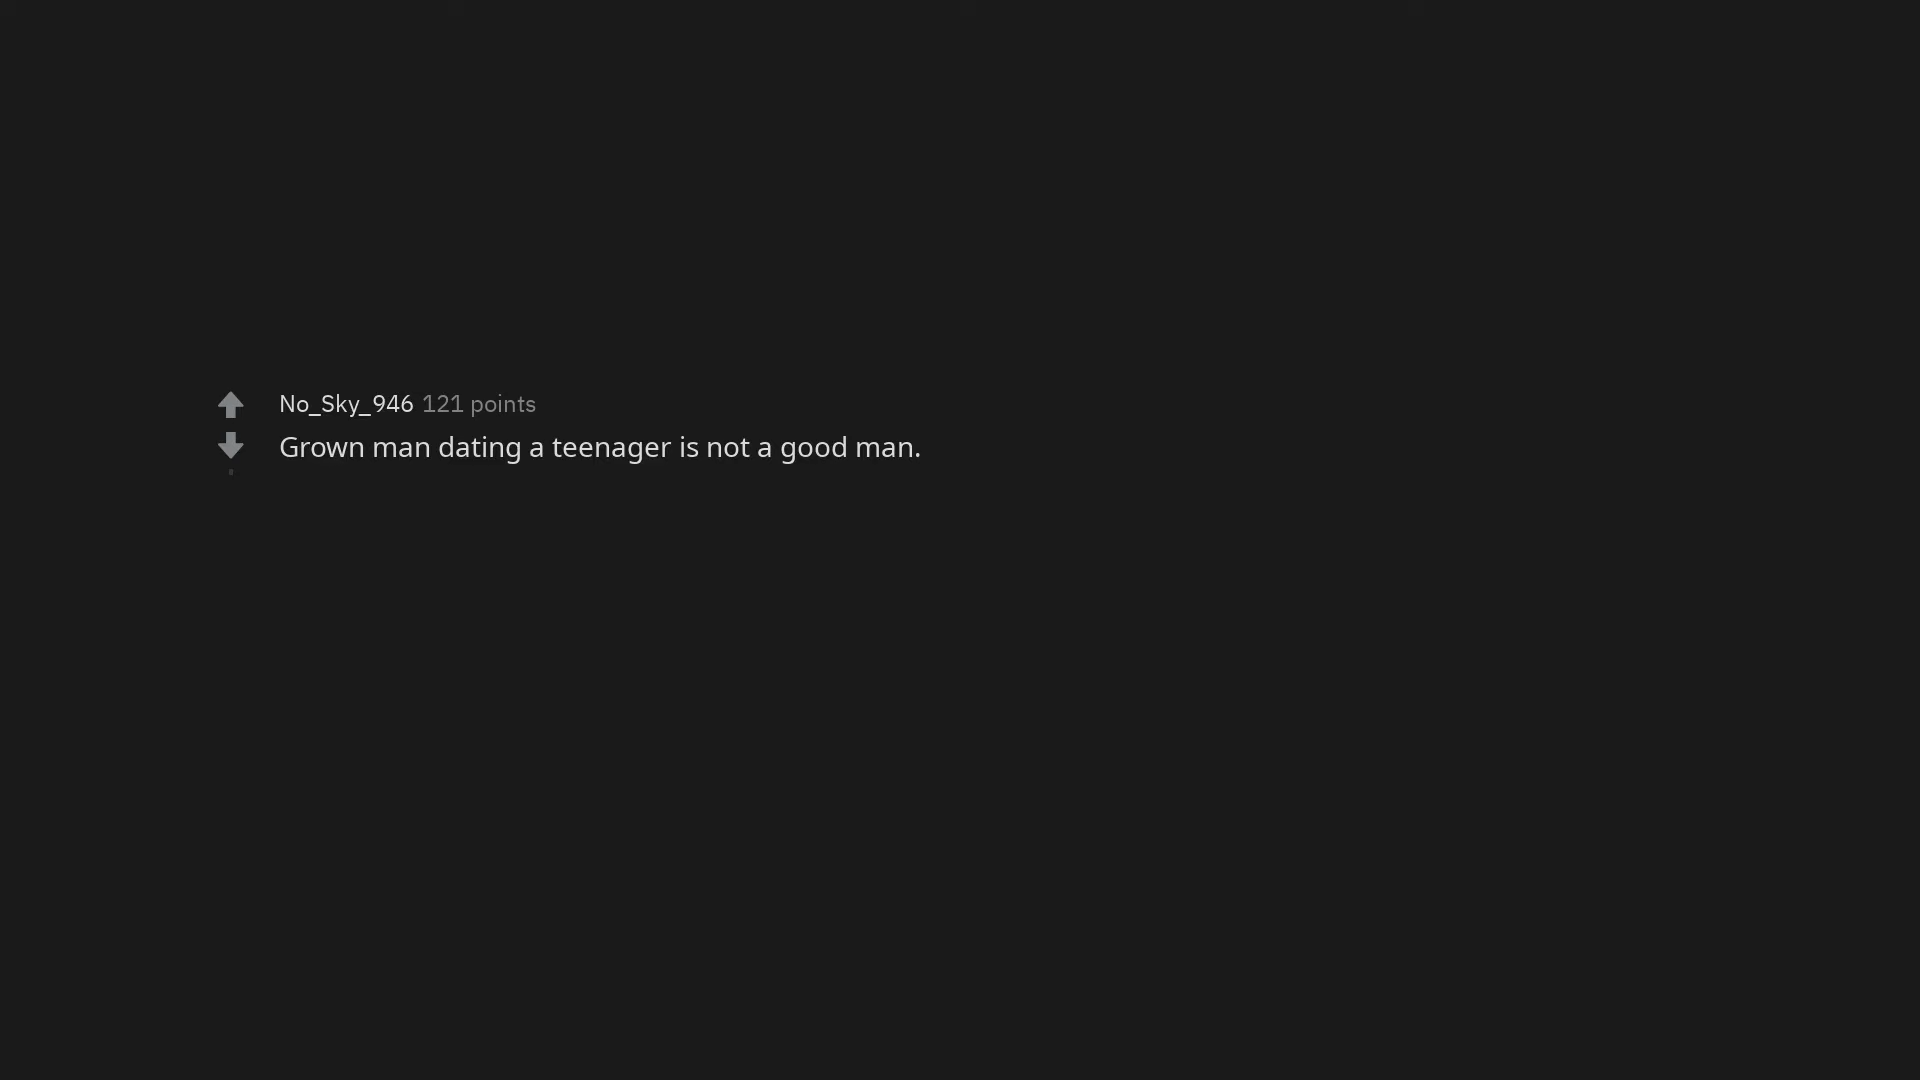 No_Sky_946 121 points
Grown man dating a teenager is not a good man.